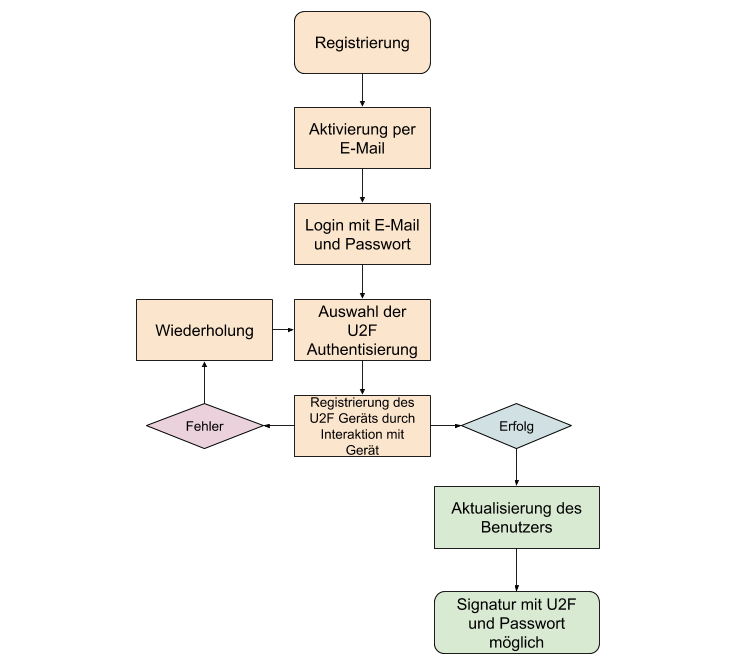 Registrierung
Aktivierung per
E-Mail
Login mit E-Mail
und Passwort
Wiederholung
Auswahl der
U2F
Authentisierung
Fehler
Registrierung des
U2F Geräts durch
Interaktion mit
Gerät
Erfolg
Aktualisierung des
Benutzers
Signatur mit U2F
und Passwort
möglich